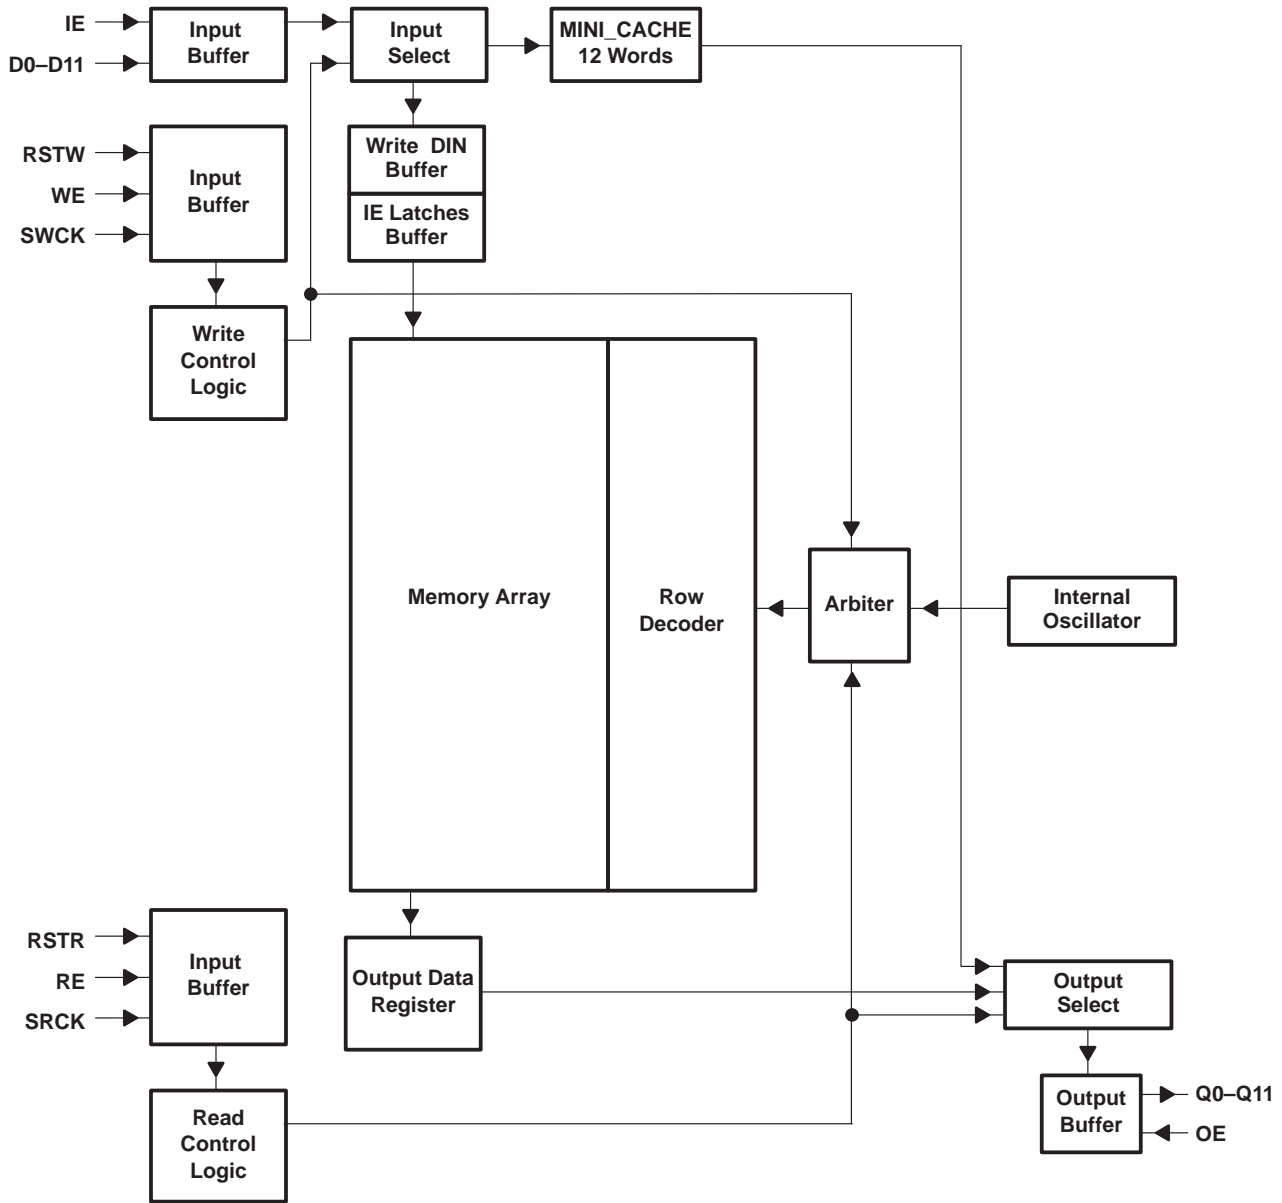 IE
D0–D11
Input
Buffer
Input
Select
MINI_CACHE
12 Words
RSTW
WE
SWCK
Input
Buffer
Write DIN
Buffer
IE Latches
Buffer
Write
Control
Logic
Memory Array
Row
Decoder
Arbiter
Internal
Oscillator
RSTR
RE
SRCK
Input
Buffer
Output Data
Register
Output
Select
Read
Control
Logic
Output
Buffer
Q0–Q11
OE